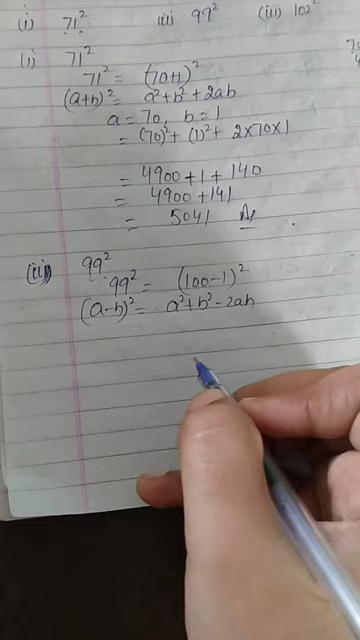 (i) 71² (ii) 99² (iii) 102²
(i) 71²
71² = (70+1)²
(a+b)² = a²+b²+2ab
a = 70, b = 1
= (70)² + (1)² + 2×70×1
= 4900 + 1 + 140
= 4900 + 141
= 5041 As
(ii) 99²
99² = (100-1)²
(a-b)² = a²+b²-2ab